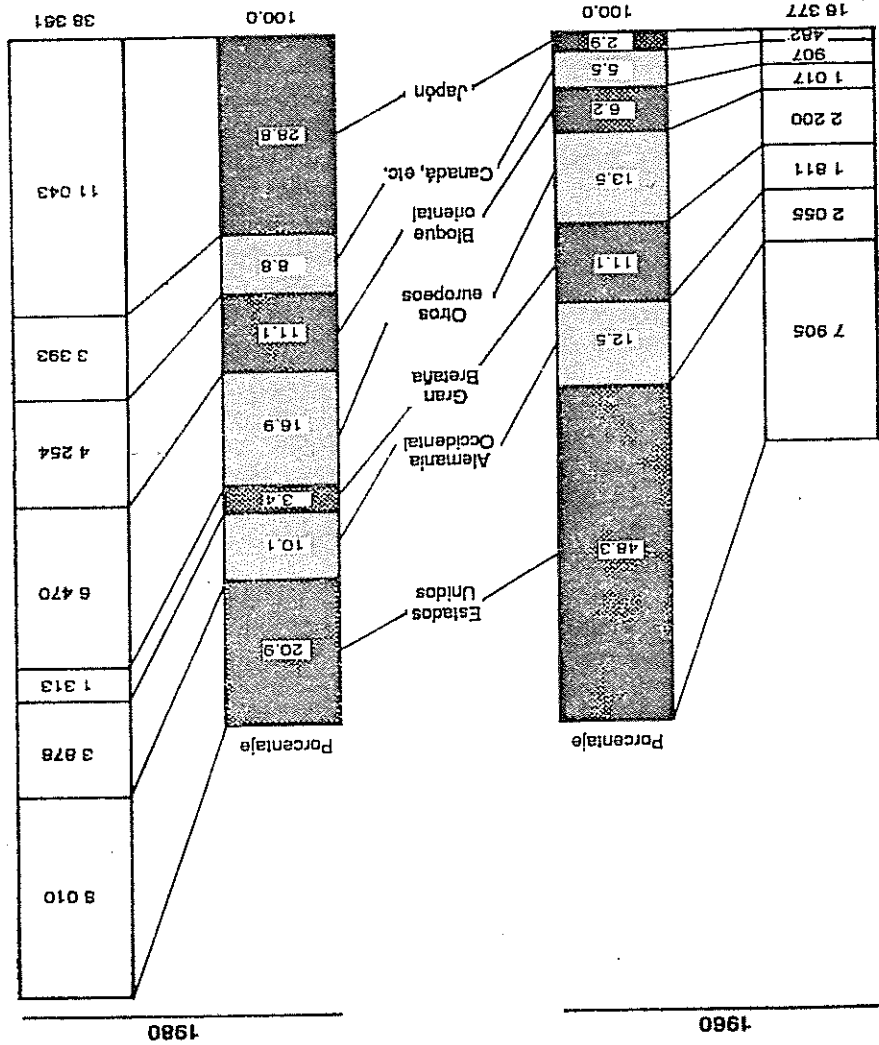 1960
7 905
2 055
1 811
2 200
1 017
907
482
16 377
Porcentaje
48.3
12.5
11.1
13.5
6.2
5.5
2.9
100.0
Estados
Unidos
Alemania
Occidental
Gran
Bretaña
Otros
europeos
Bloque
oriental
Canadá, etc.
Japón
1980
Porcentaje
20.9
10.1
3.4
16.9
11.1
8.8
28.8
100.0
8 010
3 878
1 313
6 470
4 254
3 393
11 043
38 361